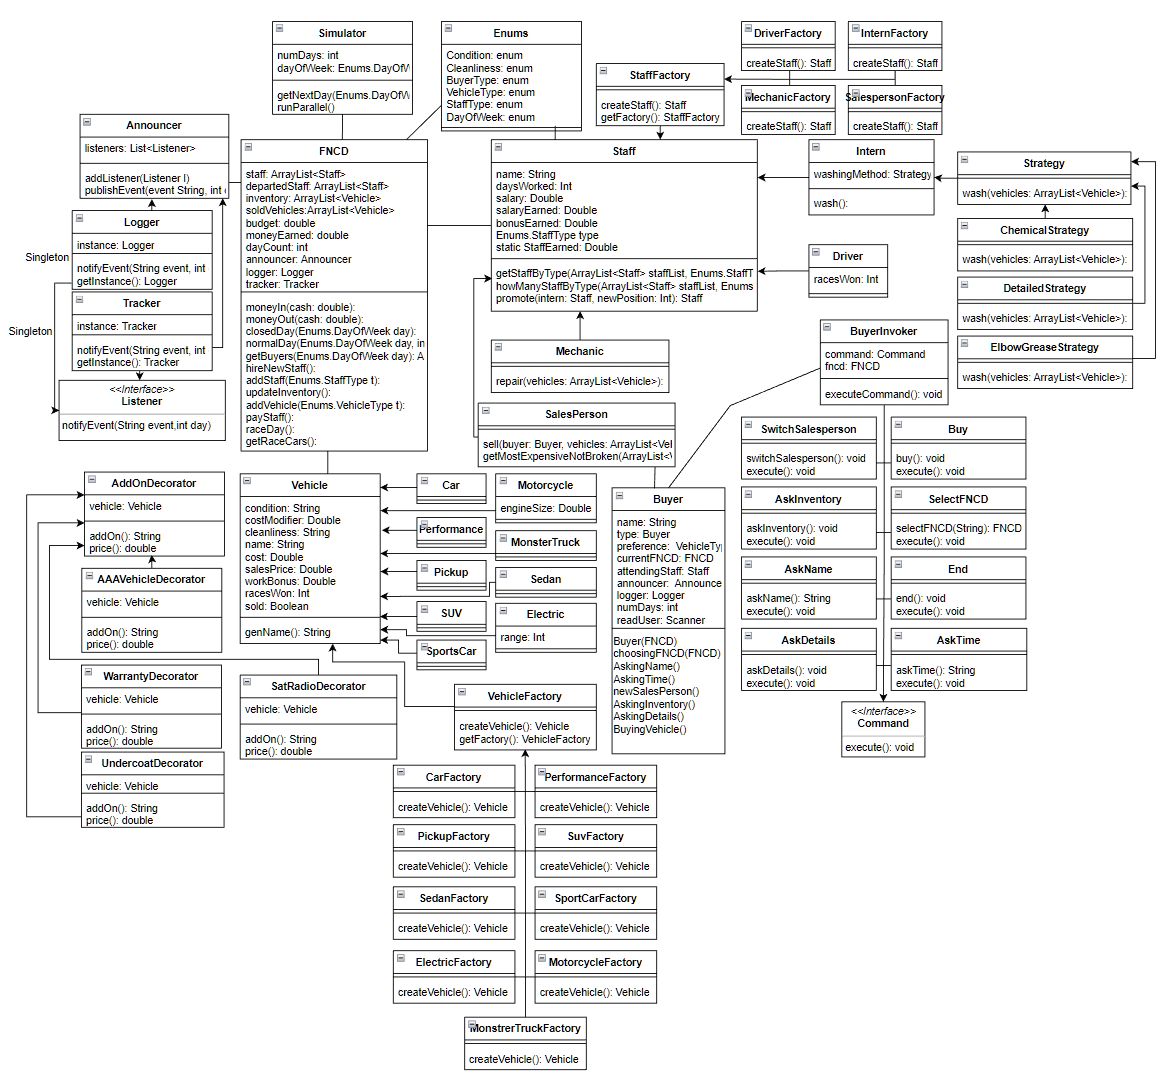 Simulator
numDays: int
dayOfWeek: Enums.DayOfW
getNextDay(Enums.DayOfW
runParallel()
Enums
Condition: enum
Cleanliness: enum
BuyerType: enum
VehicleType: enum
StaffType: enum
DayOfWeek: enum
StaffFactory
createStaff(): Staff
getFactory(): StaffFactory
DriverFactory
createStaff(): Staff
InternFactory
createStaff(): Staff
MechanicFactory
createStaff(): Staff
SalespersonFactory
createStaff(): Staff
Announcer
listeners: List<Listener>
addListener(Listener l)
publishEvent(event String, int
FNCD
staff: ArrayList<Staff>
departedStaff: ArrayList<Staff>
inventory: ArrayList<Vehicle>
soldVehicles:ArrayList<Vehicle>
budget: double
moneyEarned: double
dayCount: int
announcer: Announcer
logger: Logger
tracker: Tracker
moneyIn(cash: double):
moneyOut(cash: double):
closedDay(Enums.DayOfWeek day):
normalDay(Enums.DayOfWeek day, in
getBuyers(Enums.DayOfWeek day): A
hireNewStaff():
addStaff(Enums.StaffType t):
updateInventory():
addVehicle(Enums.VehicleType t):
payStaff():
raceDay():
getRaceCars():
Staff
name: String
daysWorked: Int
salary: Double
salaryEarned: Double
bonusEarned: Double
Enums.StaffType type
static StaffEarned: Double
getStaffByType(ArrayList<Staff> staffList, Enums.StaffT
howManyStaffByType(ArrayList<Staff> staffList, Enums
promote(intern: Staff, newPosition: Int): Staff
Intern
washingMethod: Strategy
wash():
Strategy
wash(vehicles: ArrayList<Vehicle>):
ChemicalStrategy
wash(vehicles: ArrayList<Vehicle>):
DetailedStrategy
wash(vehicles: ArrayList<Vehicle>):
ElbowGreaseStrategy
wash(vehicles: ArrayList<Vehicle>):
Driver
racesWon: Int
Logger
instance: Logger
notifyEvent(String event, int
getInstance(): Logger
Singleton
Tracker
instance: Tracker
notifyEvent(String event, int
getInstance(): Tracker
Singleton
<<Interface>>
Listener
notifyEvent(String event,int day)
Mechanic
repair(vehicles: ArrayList<Vehicle>):
SalesPerson
sell(buyer: Buyer, vehicles: ArrayList<Vel
getMostExpensiveNotBroken(ArrayList<
BuyerInvoker
command: Command
fncd: FNCD
executeCommand(): void
SwitchSalesperson
switchSalesperson(): void
execute(): void
Buy
buy(): void
execute(): void
AskInventory
askInventory(): void
execute(): void
SelectFNCD
selectFNCD(String): FNCD
execute(): void
AskName
askName(): String
execute(): void
End
end(): void
execute(): void
AskDetails
askDetails(): void
execute(): void
AskTime
askTime(): String
execute(): void
<<Interface>>
Command
execute(): void
AddOnDecorator
vehicle: Vehicle
addOn(): String
price(): double
AAAVehicleDecorator
vehicle: Vehicle
addOn(): String
price(): double
WarrantyDecorator
vehicle: Vehicle
addOn(): String
price(): double
UndercoatDecorator
vehicle: Vehicle
addOn(): String
price(): double
SatRadioDecorator
vehicle: Vehicle
addOn(): String
price(): double
Vehicle
condition: String
costModifier: Double
cleanliness: String
name: String
cost: Double
salesPrice: Double
workBonus: Double
racesWon: Int
sold: Boolean
genName(): String
Car
Motorcycle
engineSize: Double
Performance
MonsterTruck
Pickup
Sedan
SUV
Electric
range: Int
SportsCar
Buyer
name: String
type: Buyer
preference: VehicleTy
currentFNCD: FNCD
attendingStaff: Staff
announcer: Announce
logger: Logger
numDays: int
readUser: Scanner
Buyer(FNCD)
choosingFNCD(FNCD)
AskingName()
AskingTime()
newSalesPerson()
AskingInventory()
AskingDetails()
BuyingVehicle()
VehicleFactory
createVehicle(): Vehicle
getFactory(): VehicleFactory
CarFactory
createVehicle(): Vehicle
PerformanceFactory
createVehicle(): Vehicle
PickupFactory
createVehicle(): Vehicle
SuvFactory
createVehicle(): Vehicle
SedanFactory
createVehicle(): Vehicle
SportCarFactory
createVehicle(): Vehicle
ElectricFactory
createVehicle(): Vehicle
MotorcycleFactory
createVehicle(): Vehicle
MonstrerTruckFactory
createVehicle(): Vehicle